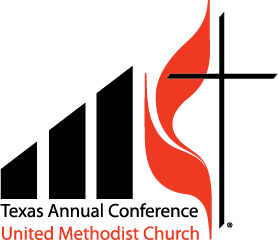 Texas Annual Conference
United Methodist Church ®